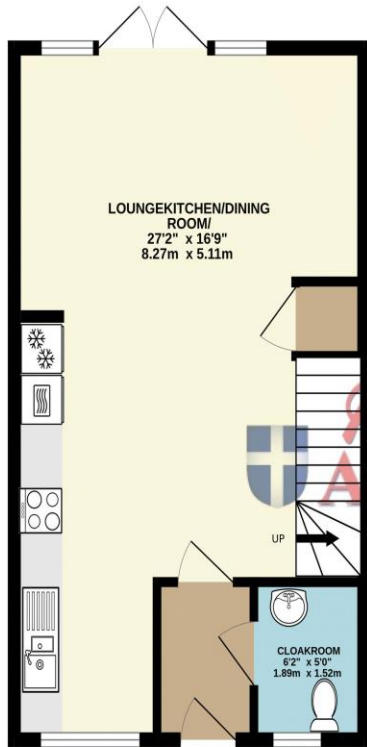 LOUNGEKITCHEN/DINING
ROOM/
27'2" x 16'9"
8.27m x 5.11m
UP
CLOAKROOM
6'2" x 5'0"
1.89m x 1.52m